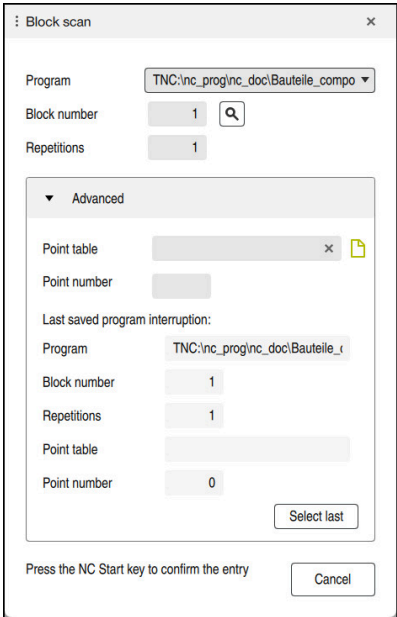 Block scan
Program TNC:\nc_prog\nc_doc\Bauteile_compo
Block number 1
Repetitions 1
Advanced
Point table
Point number
Last saved program interruption:
Program TNC:\nc_prog\nc_doc\Bauteile_
Block number 1
Repetitions 1
Point table
Point number 0
Select last
Press the NC Start key to confirm the entry
Cancel